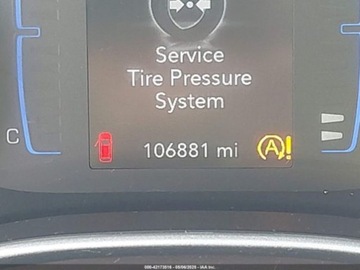 Service
Tire Pressure
System
C
106881 mi
A!